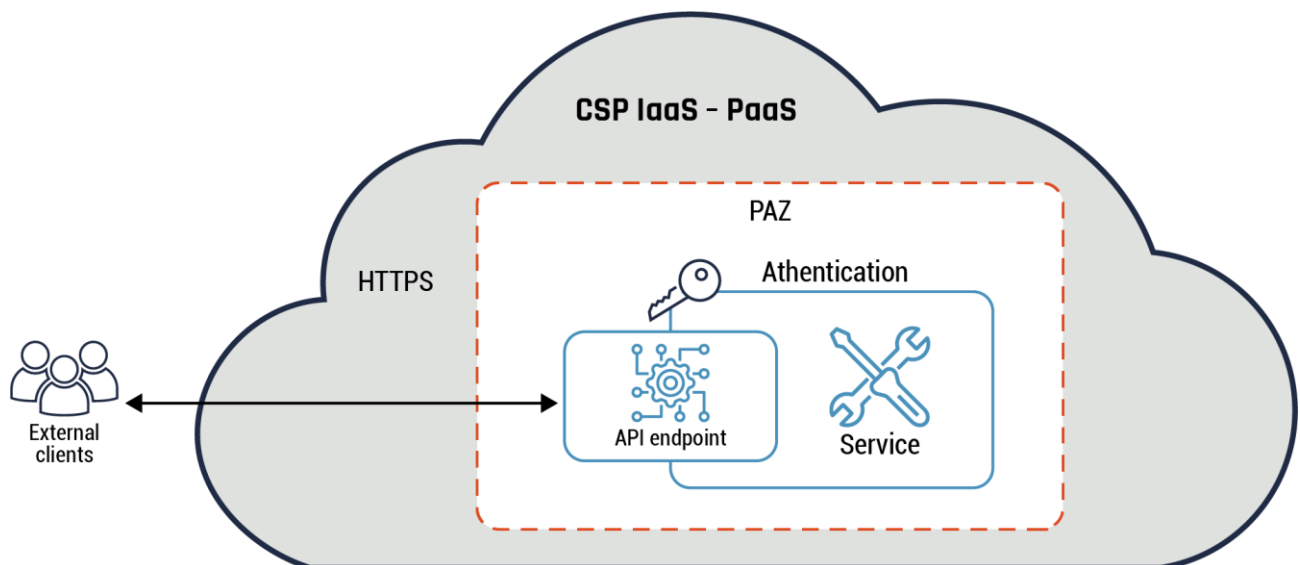 CSP IaaS – PaaS
PAZ
Athentication
HTTPS
API endpoint
Service
External
clients